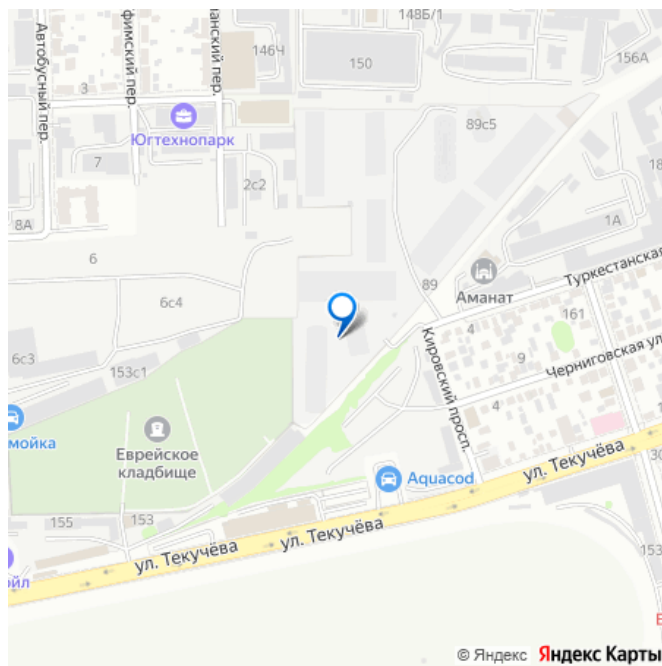 Автобусный пер.
фимский пер.
анский пер.
148Б/1
146Ч
150
156А
3
Югтехнопарк
89с5
7
2с2
18
8А
1А
6
89
Аманат
Туркестанская
6с4
161
4
9
6с3
153с1
Черниговская ул
Кировский просп.
4
1
мойка
Еврейское
кладбище
Aquacod
ул. Текучёва
30
155
153
ул. Текучёва
ул. Текучёва
153
ойл
© Яндекс Яндекс Карты